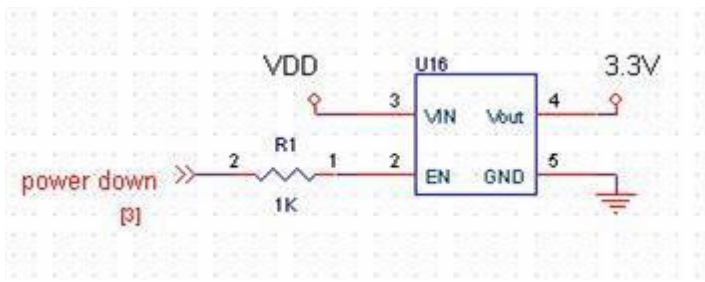 VDD
U16
3.3V
3
VIN
Vout
4
R1
power down
2
1
2
EN
GND
5
[3]
1K